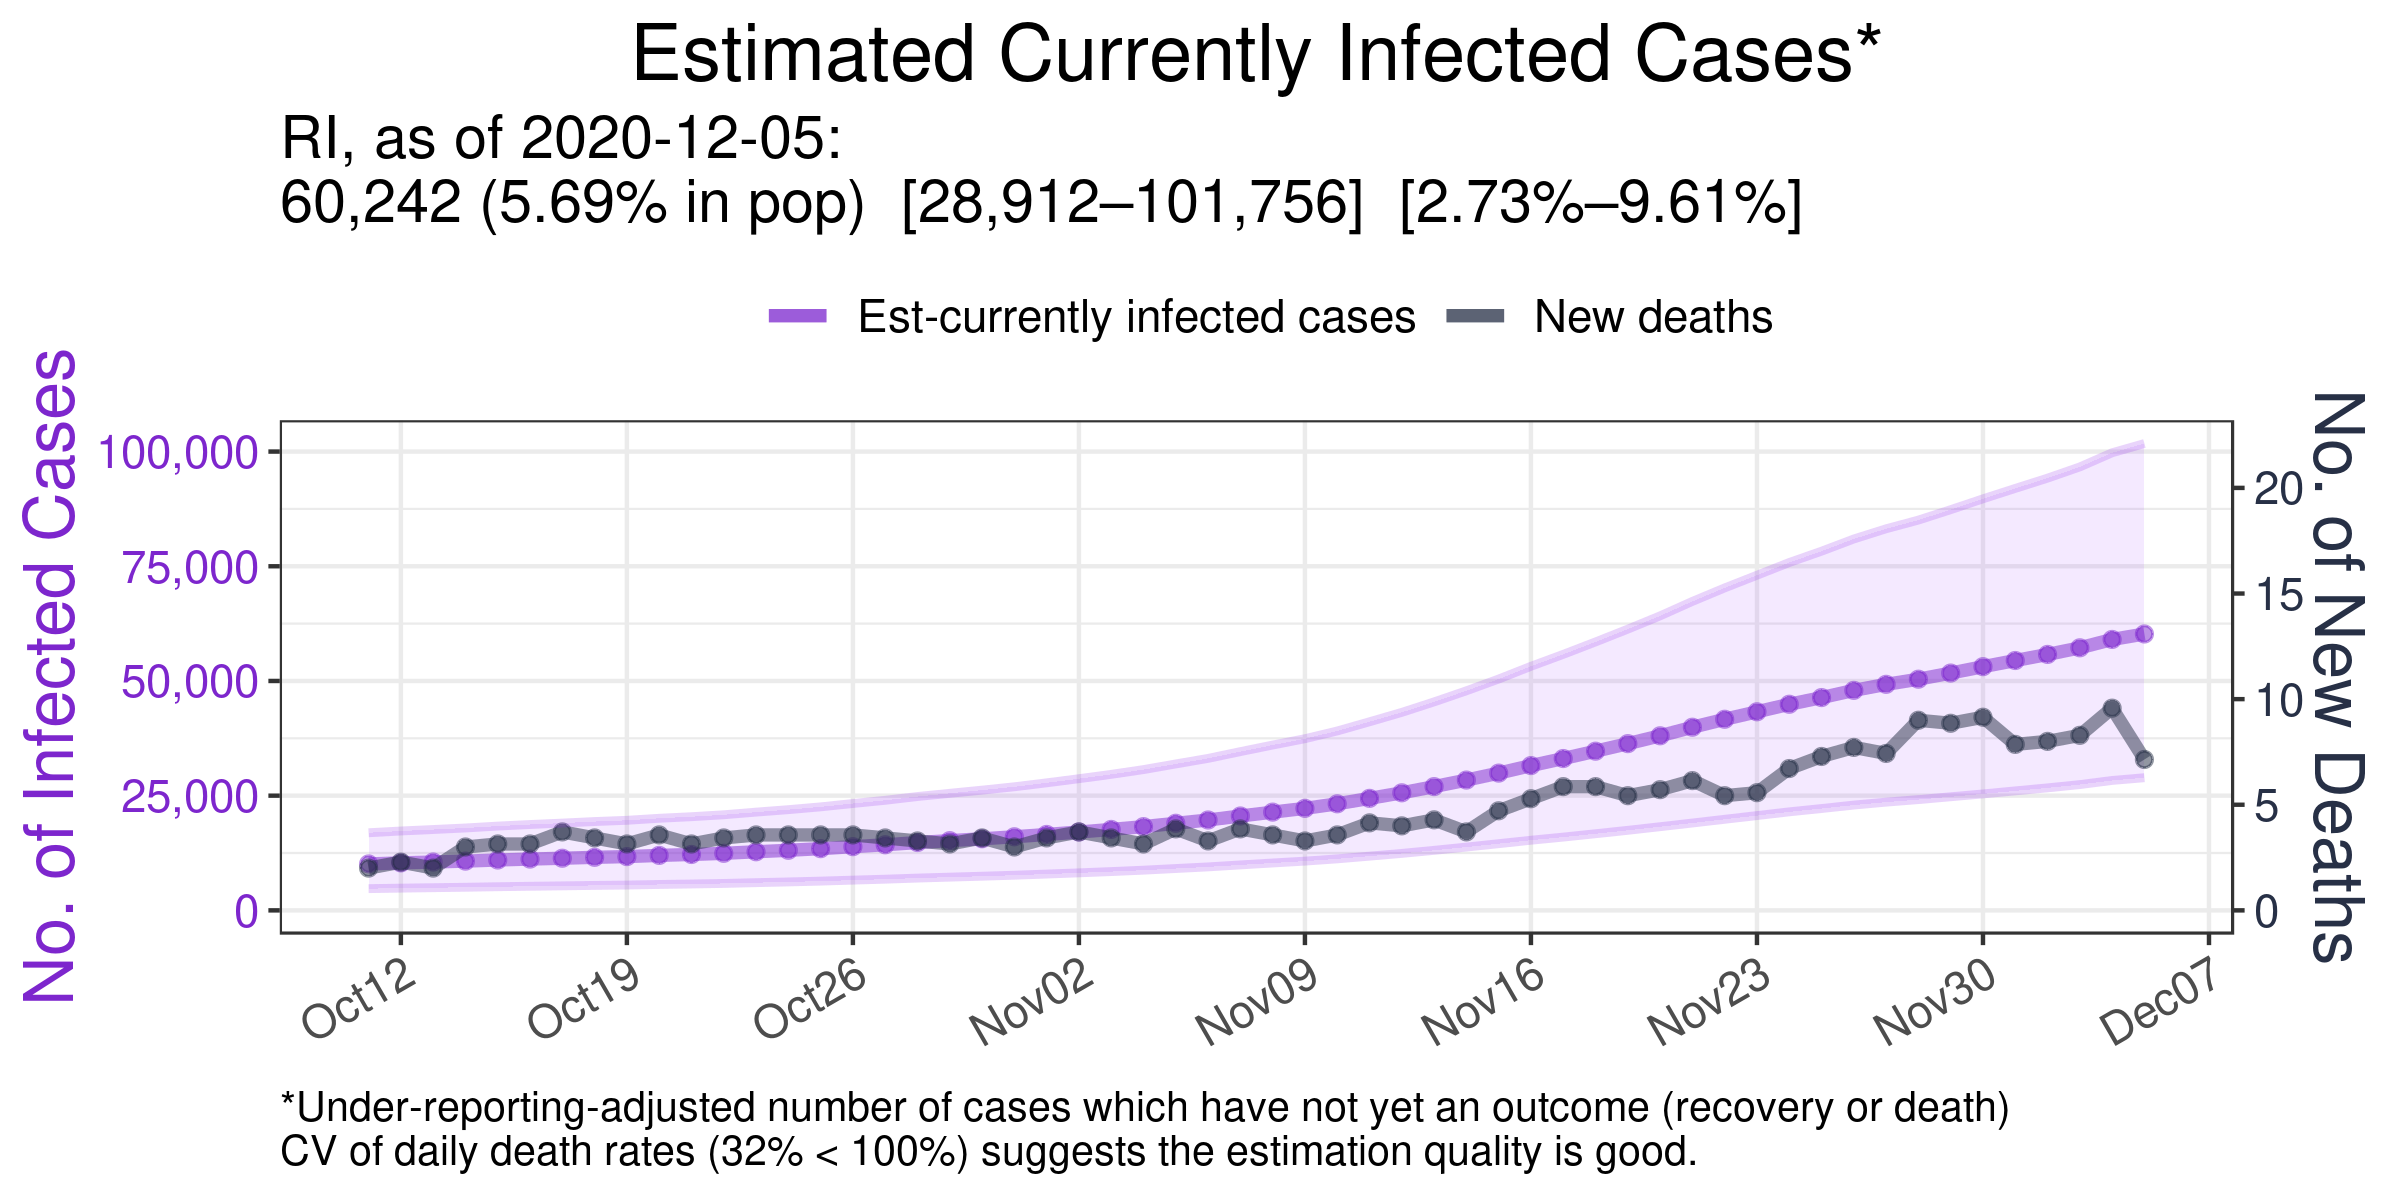 Estimated Currently Infected Cases*
RI, as of 2020-12-05:
60,242 (5.69% in pop)  [28,912–101,756]  [2.73%–9.61%]
Est-currently infected cases
New deaths
No. of Infected Cases
100,000
75,000
50,000
25,000
0
No. of New Deaths
20
15
10
5
0
Oct12
Oct19
Oct26
Nov02
Nov09
Nov16
Nov23
Nov30
Dec07
*Under-reporting-adjusted number of cases which have not yet an outcome (recovery or death)
CV of daily death rates (32% < 100%) suggests the estimation quality is good.